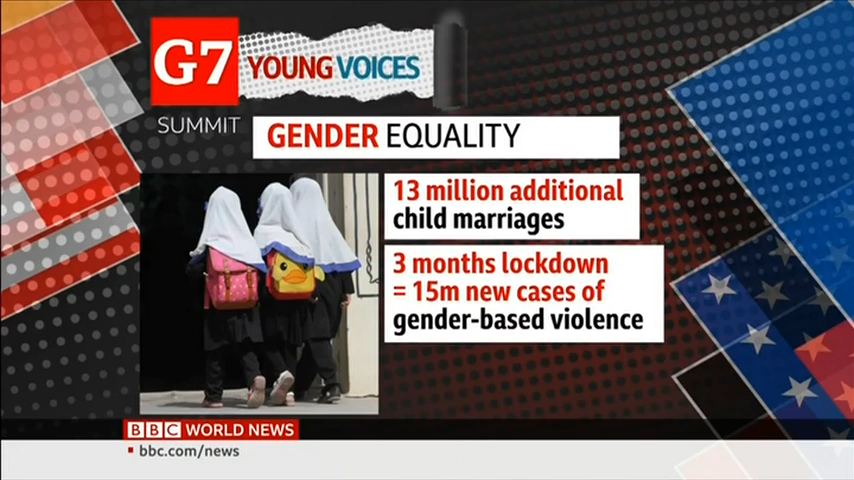 G7 YOUNG VOICES
SUMMIT
GENDER EQUALITY
13 million additional
child marriages
3 months lockdown
= 15m new cases of
gender-based violence
BBC WORLD NEWS
bbc.com/news